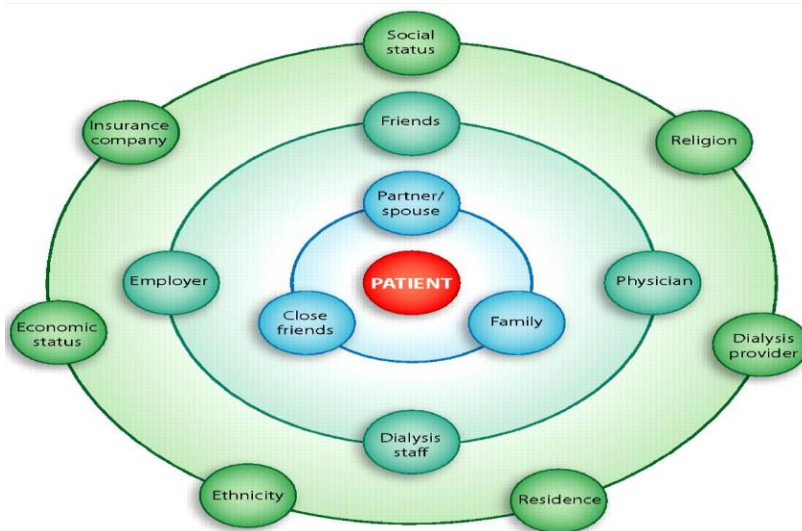 Social
status
Insurance
company
Friends
Religion
Partner/
spouse
Employer
PATIENT
Physician
Close
friends
Family
Economic
status
Dialysis
provider
Dialysis
staff
Ethnicity
Residence